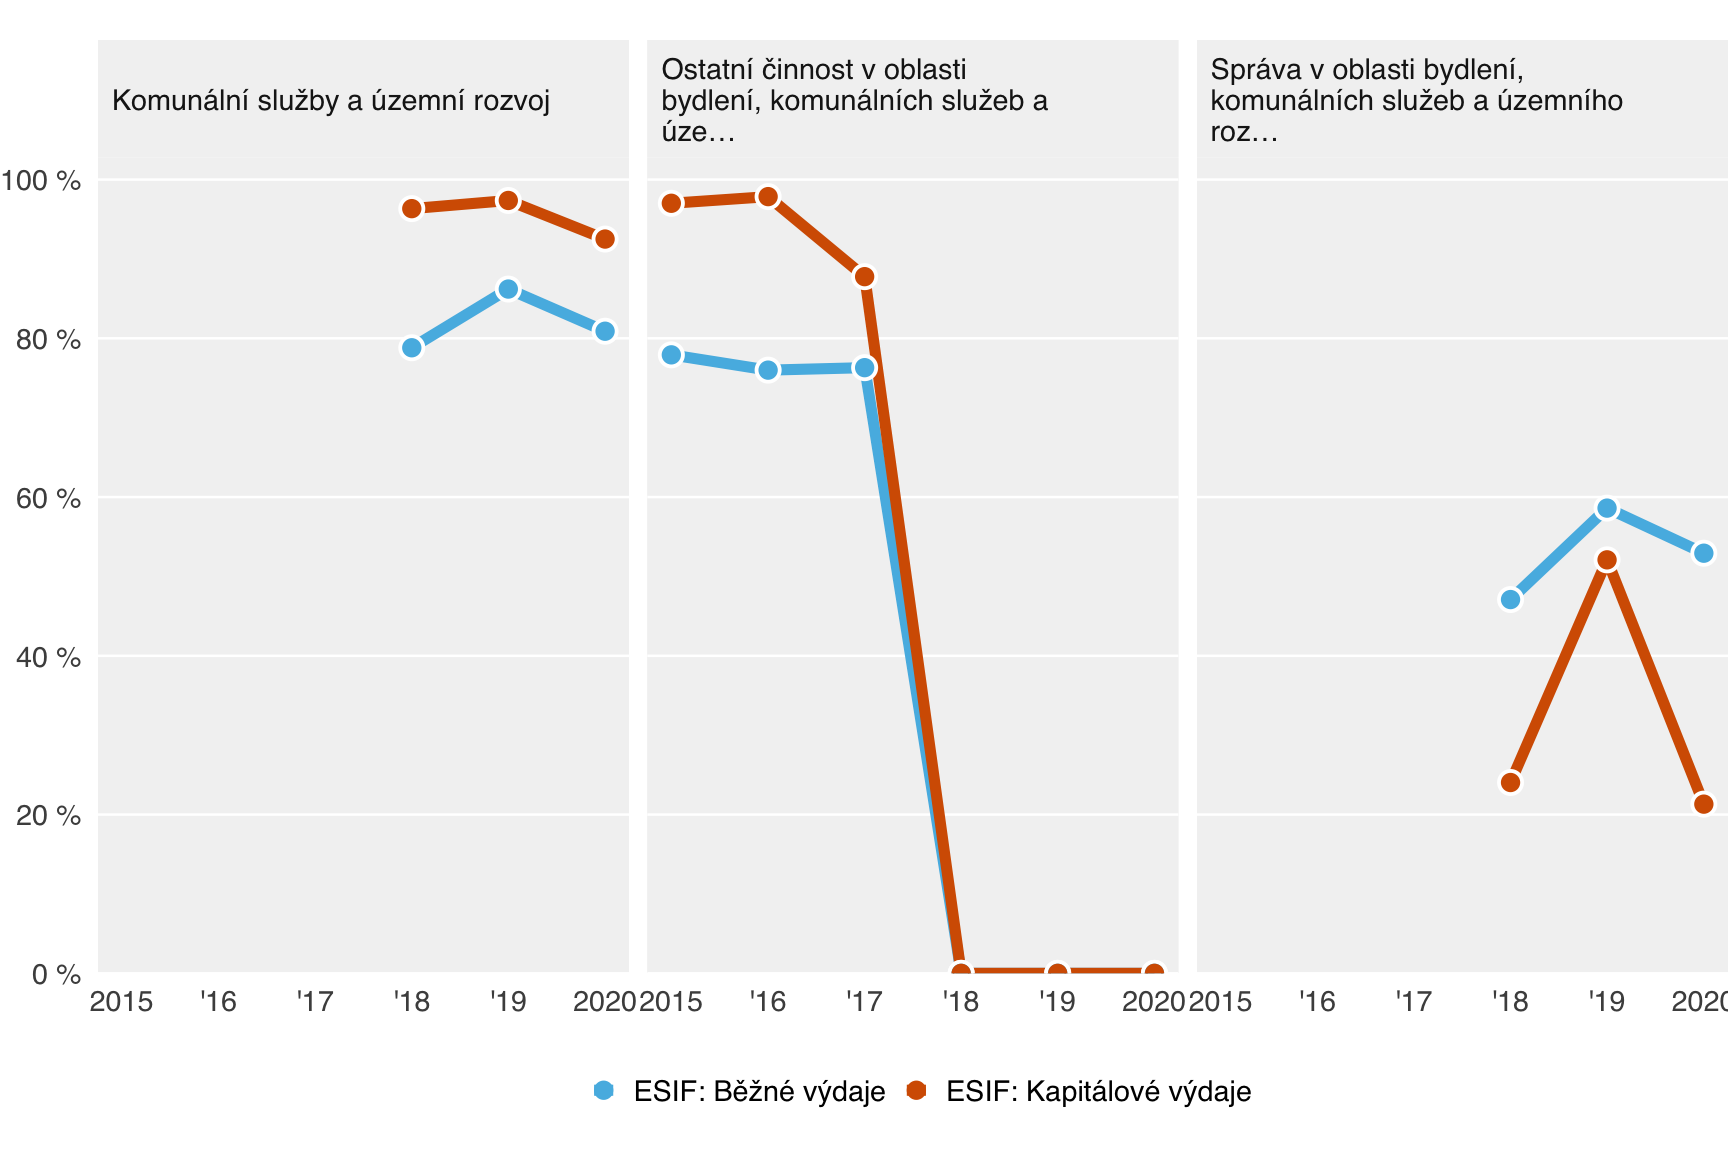 Komunální služby a územní rozvoj
Ostatní činnost v oblasti
bydlení, komunálních služeb a
úze…
Správa v oblasti bydlení,
komunálních služeb a územního
roz…
100 %
80 %
60 %
40 %
20 %
0 %
2015 '16 '17 '18 '19 2020 2015 '16 '17 '18 '19 2020 2015 '16 '17 '18 '19 2020
ESIF: Běžné výdaje ESIF: Kapitálové výdaje